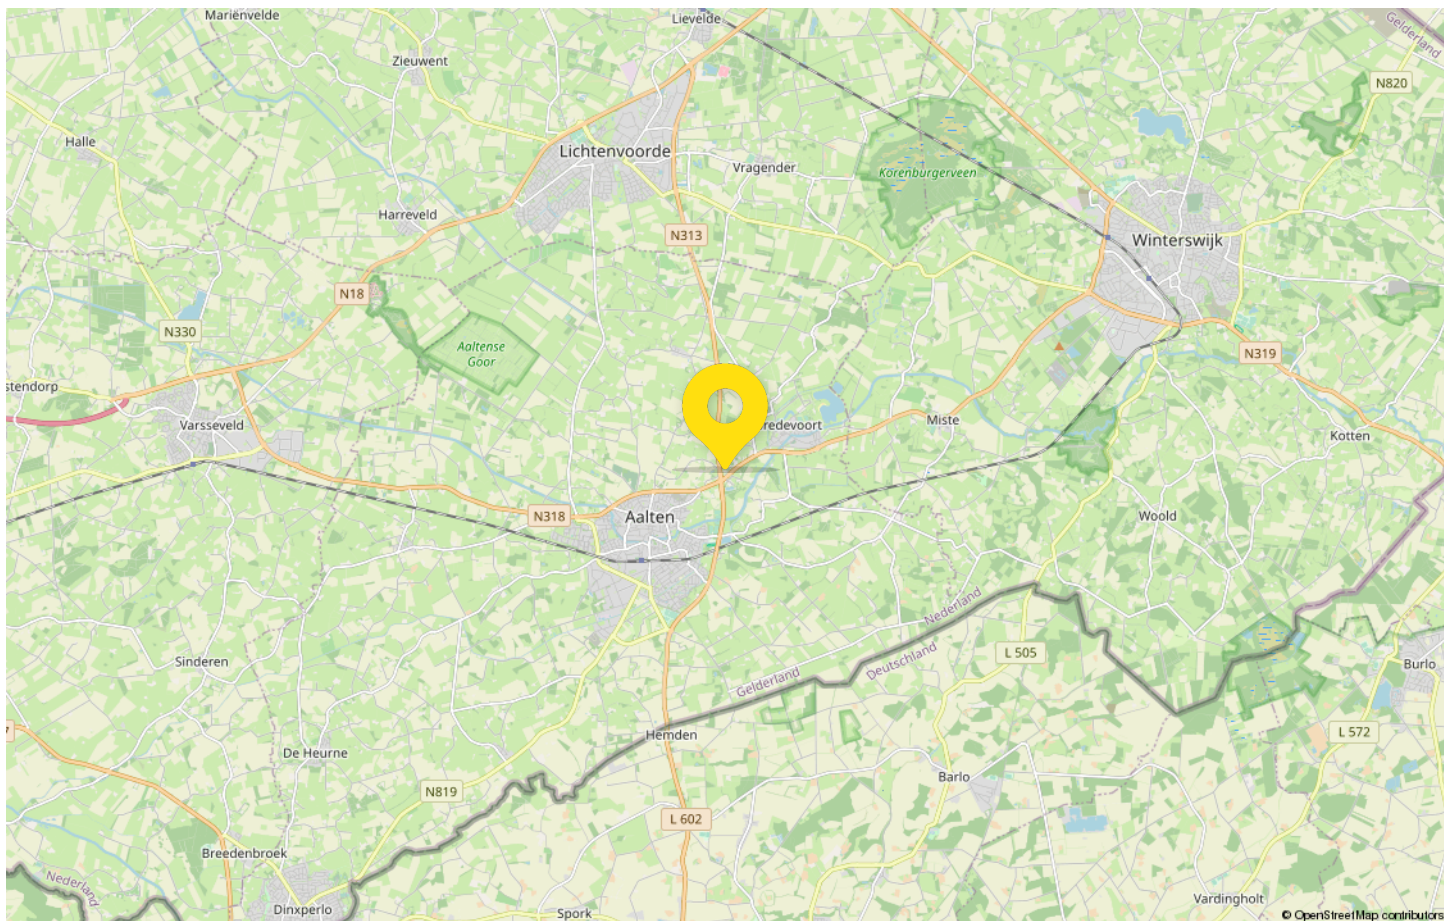 Mariënvelde
Lievelde
Gelderland
Zieuwent
N820
Halle
Lichtenvoorde
Vragender
Korenburgerveen
Harreveld
N313
Winterswijk
N18
N330
Aaltense
Goor
N319
stendorp
Varsseveld
redevoort
Miste
Kotten
N318
Aalten
Woold
Nederland
Deutschland
L 505
Gelderland
Sinderen
Burlo
7
Hemden
L 572
De Heurne
Barlo
N819
L 602
Breedenbroek
Nederland
Dinxperlo
Spork
Vardingholt
© OpenStreetMap contributors